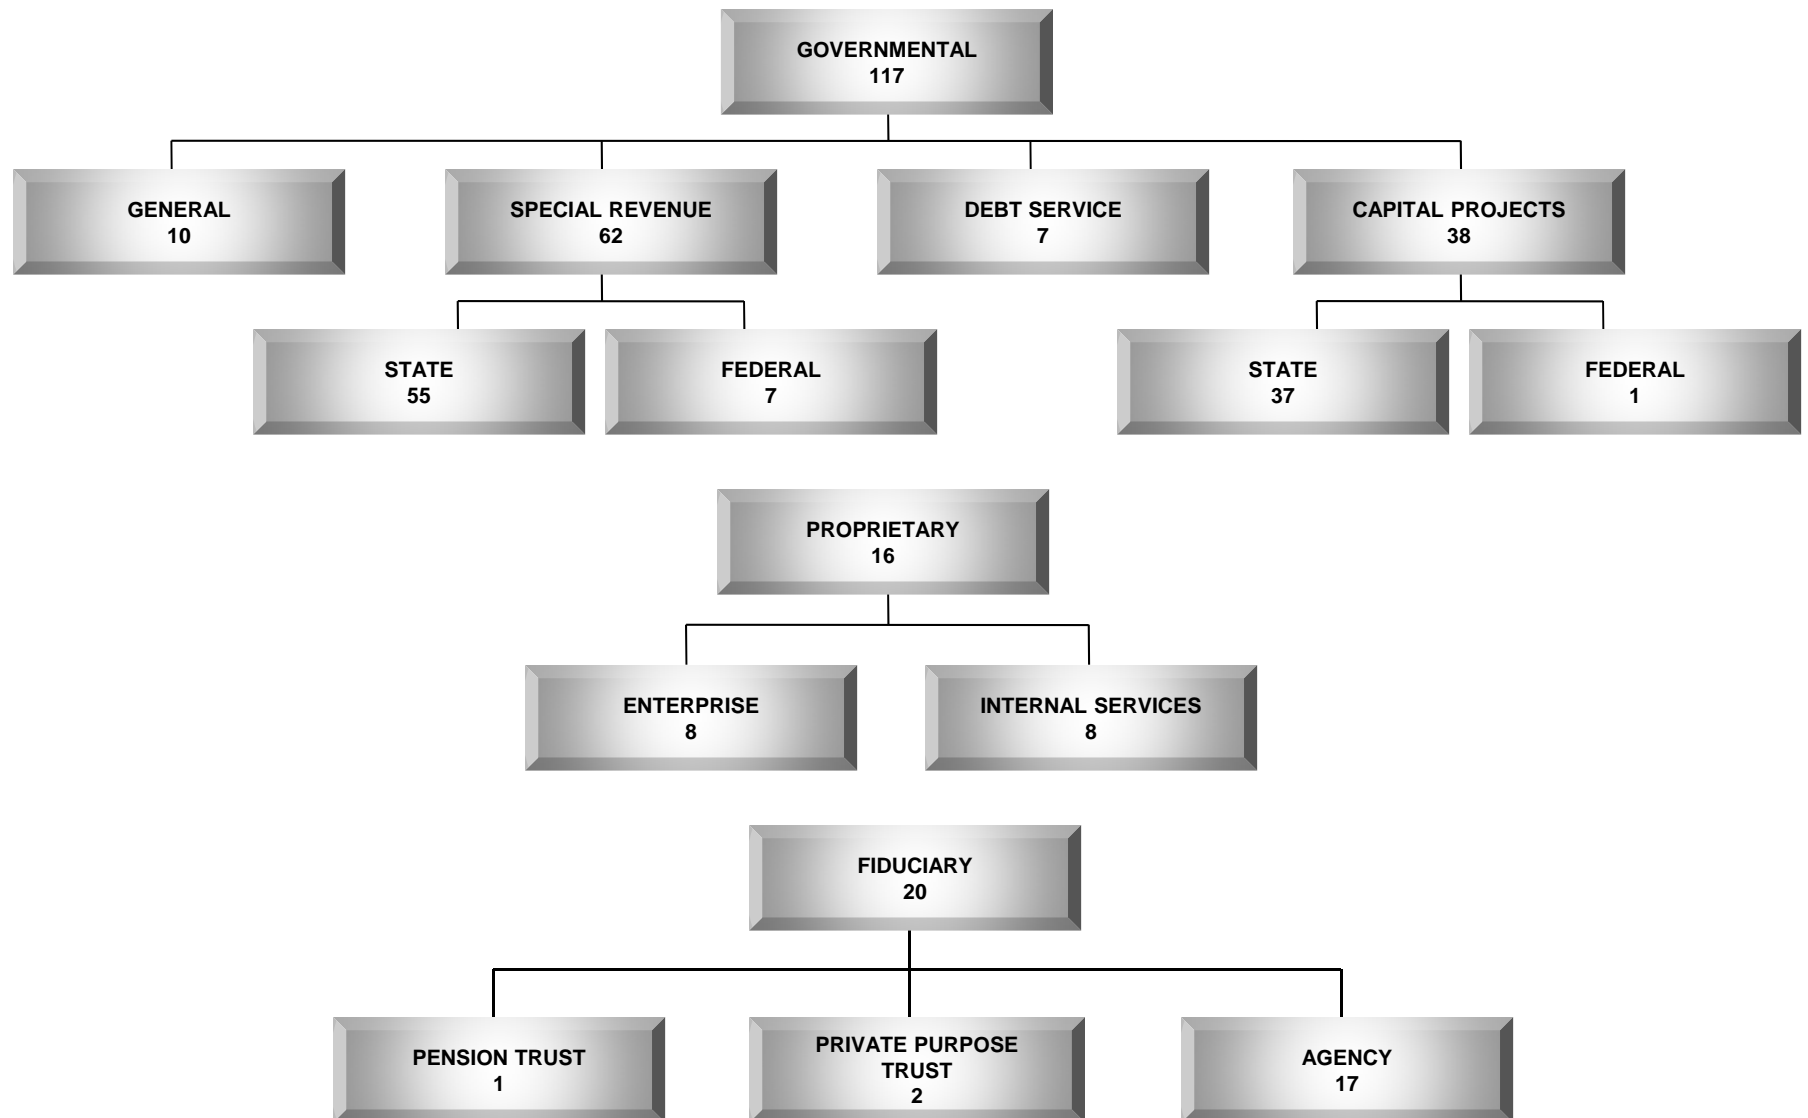 GOVERNMENTAL
117
GENERAL
10
SPECIAL REVENUE
62
DEBT SERVICE
7
CAPITAL PROJECTS
38
STATE
55
FEDERAL
7
STATE
37
FEDERAL
1
PROPRIETARY
16
ENTERPRISE
8
INTERNAL SERVICES
8
FIDUCIARY
20
PENSION TRUST
1
PRIVATE PURPOSE
TRUST
2
AGENCY
17